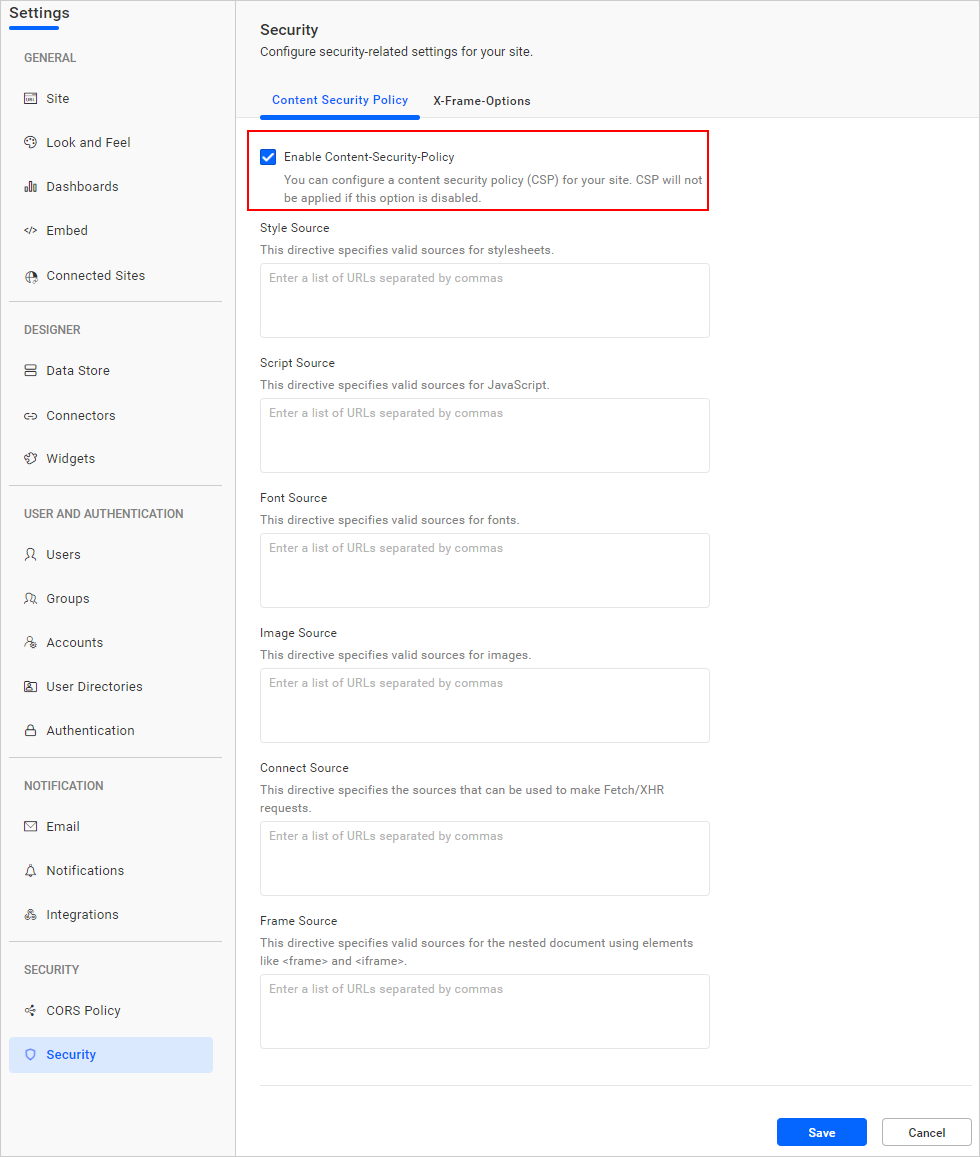 Settings
GENERAL
Site
Look and Feel
Dashboards
Embed
Connected Sites
DESIGNER
Data Store
Connectors
Widgets
USER AND AUTHENTICATION
Users
Groups
Accounts
User Directories
Authentication
NOTIFICATION
Email
Notifications
Integrations
SECURITY
CORS Policy
Security
Security
Configure security-related settings for your site.
Content Security Policy
X-Frame-Options
Enable Content-Security-Policy
You can configure a content security policy (CSP) for your site. CSP will not
be applied if this option is disabled.
Style Source
This directive specifies valid sources for stylesheets.
Enter a list of URLs separated by commas
Script Source
This directive specifies valid sources for JavaScript.
Enter a list of URLs separated by commas
Font Source
This directive specifies valid sources for fonts.
Enter a list of URLs separated by commas
Image Source
This directive specifies valid sources for images.
Enter a list of URLs separated by commas
Connect Source
This directive specifies the sources that can be used to make Fetch/XHR
requests.
Enter a list of URLs separated by commas
Frame Source
This directive specifies valid sources for the nested document using elements
like <frame> and <iframe>.
Enter a list of URLs separated by commas
Save
Cancel